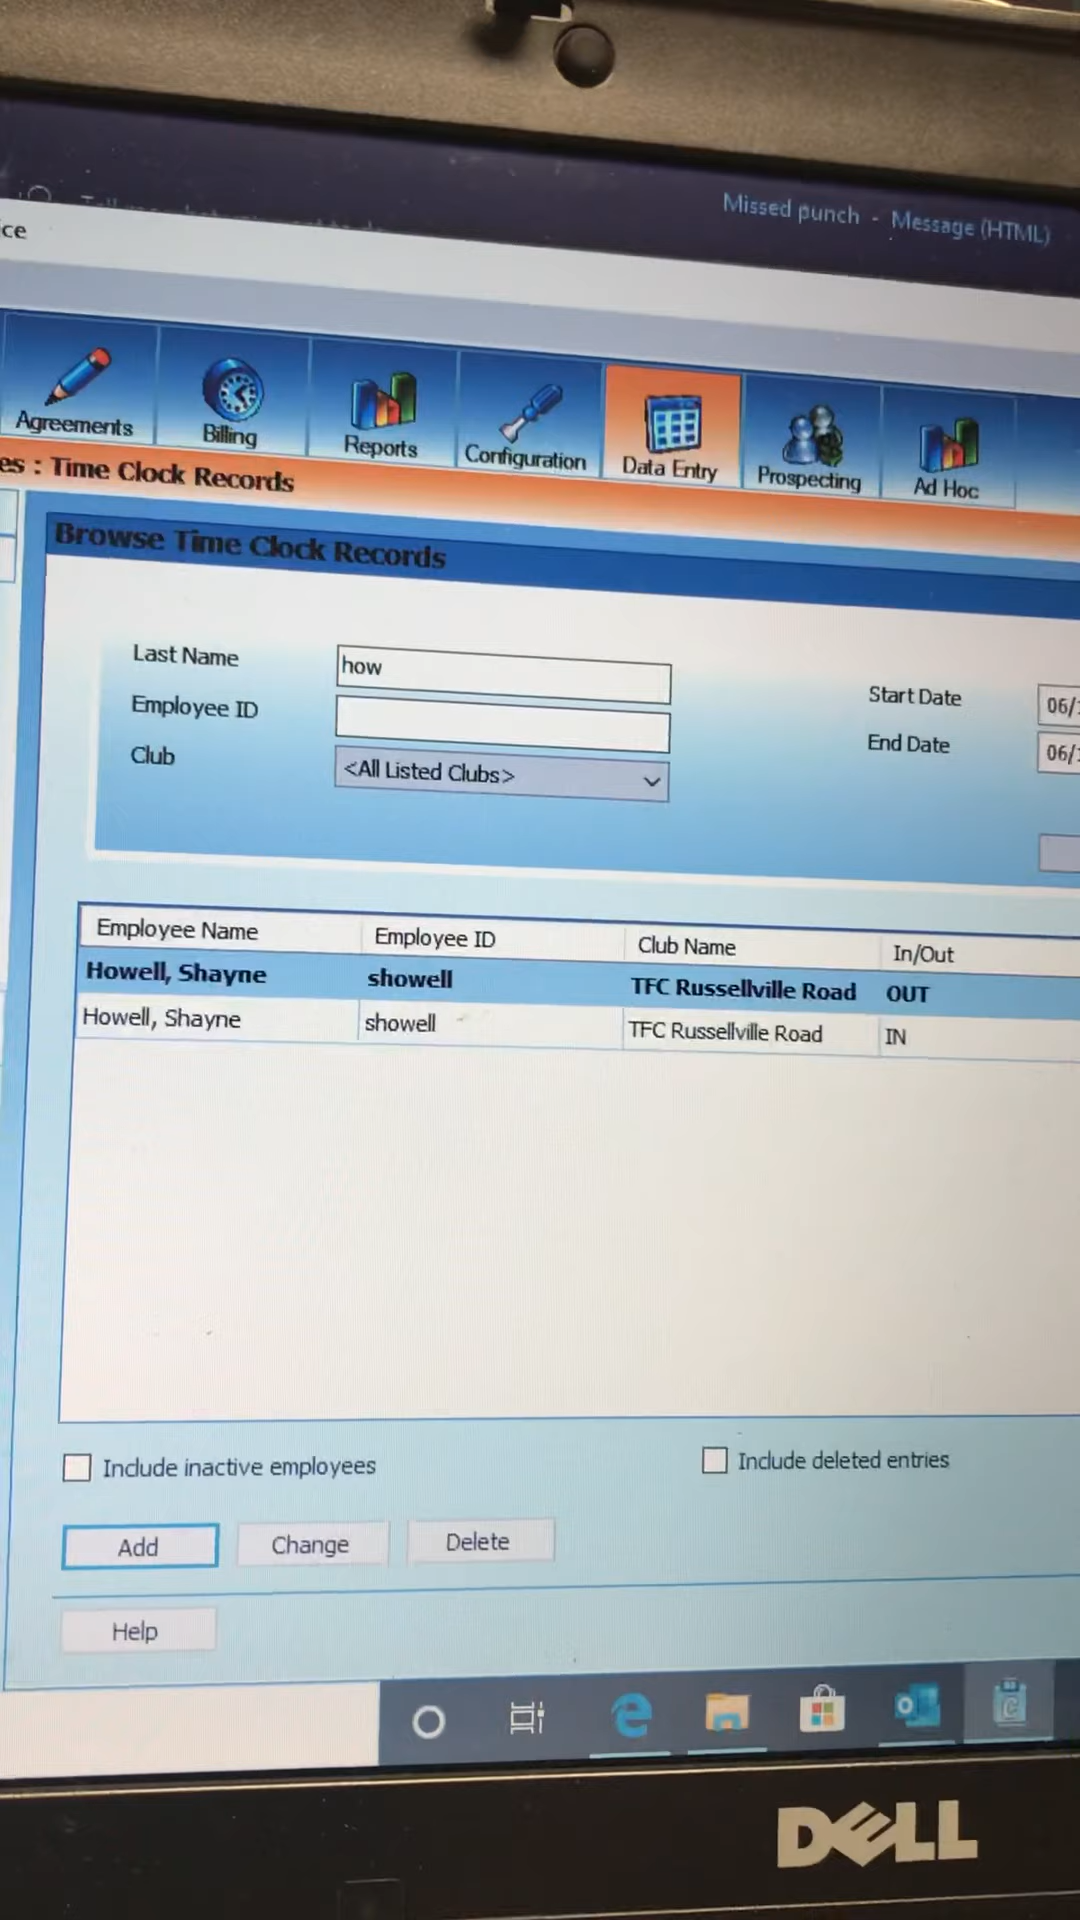 Missed punch - Message (HTML)
ice
Agreements
Billing
Reports
Configuration
Data Entry
Prospecting
Ad Hoc
es : Time Clock Records
Browse Time Clock Records
Last Name
how
Employee ID
Club
<All Listed Clubs>
Start Date
06/
End Date
06/
Employee Name Employee ID Club Name In/Out
Howell, Shayne showell TFC Russellville Road OUT
Howell, Shayne showell TFC Russellville Road IN
Include inactive employees
Include deleted entries
Add
Change
Delete
Help
DELL